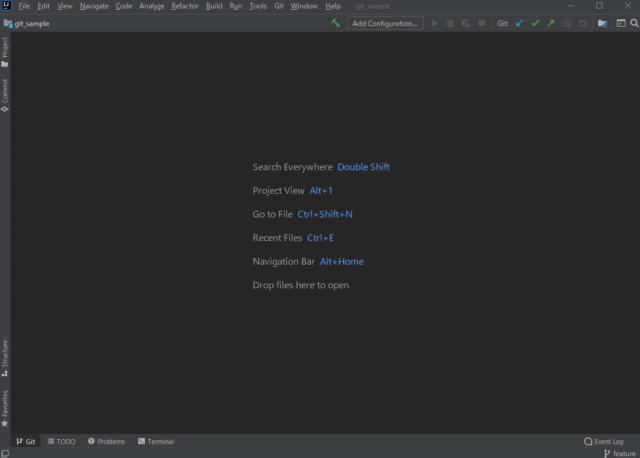 File Edit View Navigate Code Analyze Refactor Build Run Tools Git Window Help git_sample
git_sample Add Configuration... Git:
Project
Commit
Search Everywhere Double Shift
Project View Alt+1
Go to File Ctrl+Shift+N
Recent Files Ctrl+E
Navigation Bar Alt+Home
Drop files here to open
Structure
Favorites
Git TODO Problems Terminal Event Log
feature